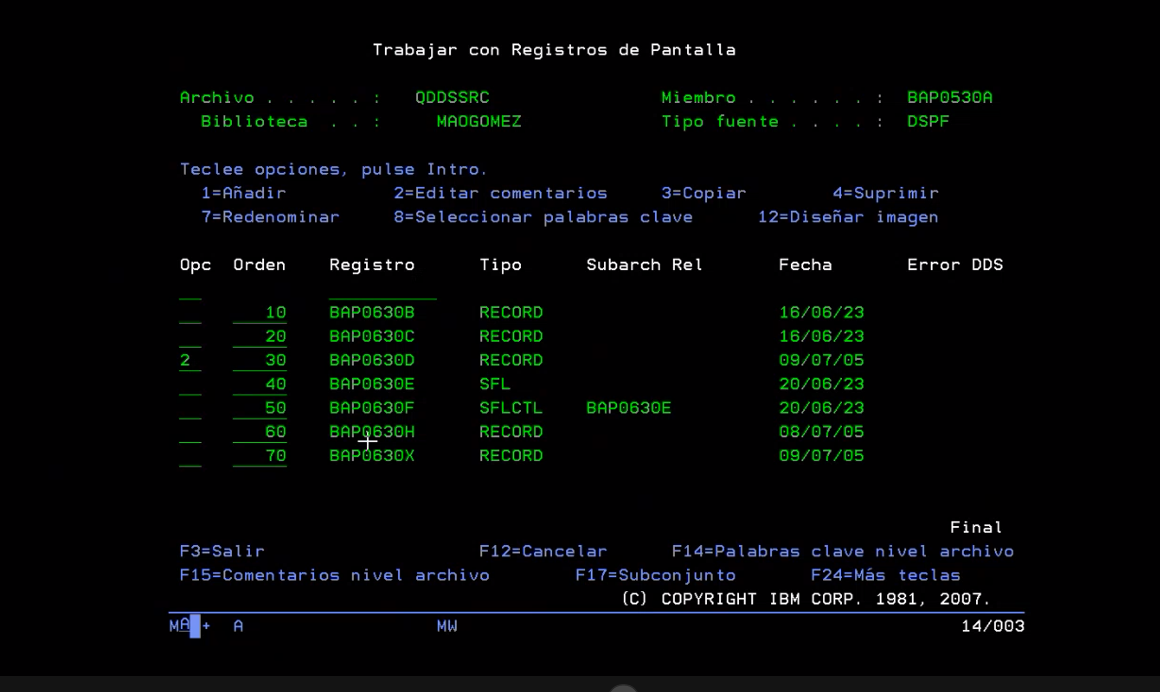 Trabajar con Registros de Pantalla
Archivo . . . . . : QDDSSRC Miembro . . . . . . : BAP0530A
Biblioteca . . : MAOGOMEZ Tipo fuente . . . . : DSPF
Teclee opciones, pulse Intro.
1=Añadir 2=Editar comentarios 3=Copiar 4=Suprimir
7=Redenominar 8=Seleccionar palabras clave 12=Diseñar imagen
Opc Orden Registro Tipo Subarch Rel Fecha Error DDS
10 BAP0630B RECORD 16/06/23
20 BAP0630C RECORD 16/06/23
2 30 BAP0630D RECORD 09/07/05
40 BAP0630E SFL 20/06/23
50 BAP0630F SFLCTL BAP0630E 20/06/23
60 BAP0630H RECORD 08/07/05
70 BAP0630X RECORD 09/07/05
Final
F3=Salir F12=Cancelar F14=Palabras clave nivel archivo
F15=Comentarios nivel archivo F17=Subconjunto F24=Más teclas
(C) COPYRIGHT IBM CORP. 1981, 2007.
MA + A MW 14/003